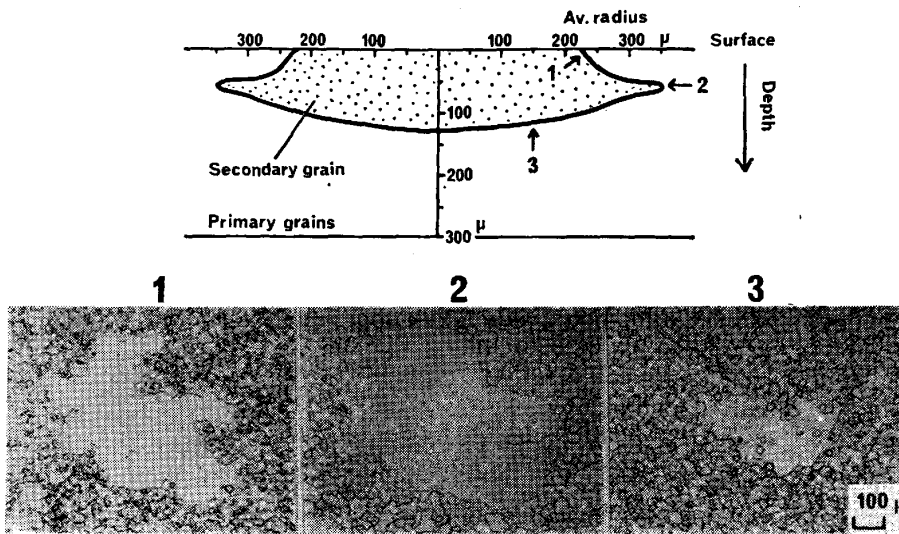 Av. radius
300 200 100 100 200 300 μ Surface
1
2
100
Depth
3
Secondary grain
200
Primary grains
300 μ
1 2 3
100